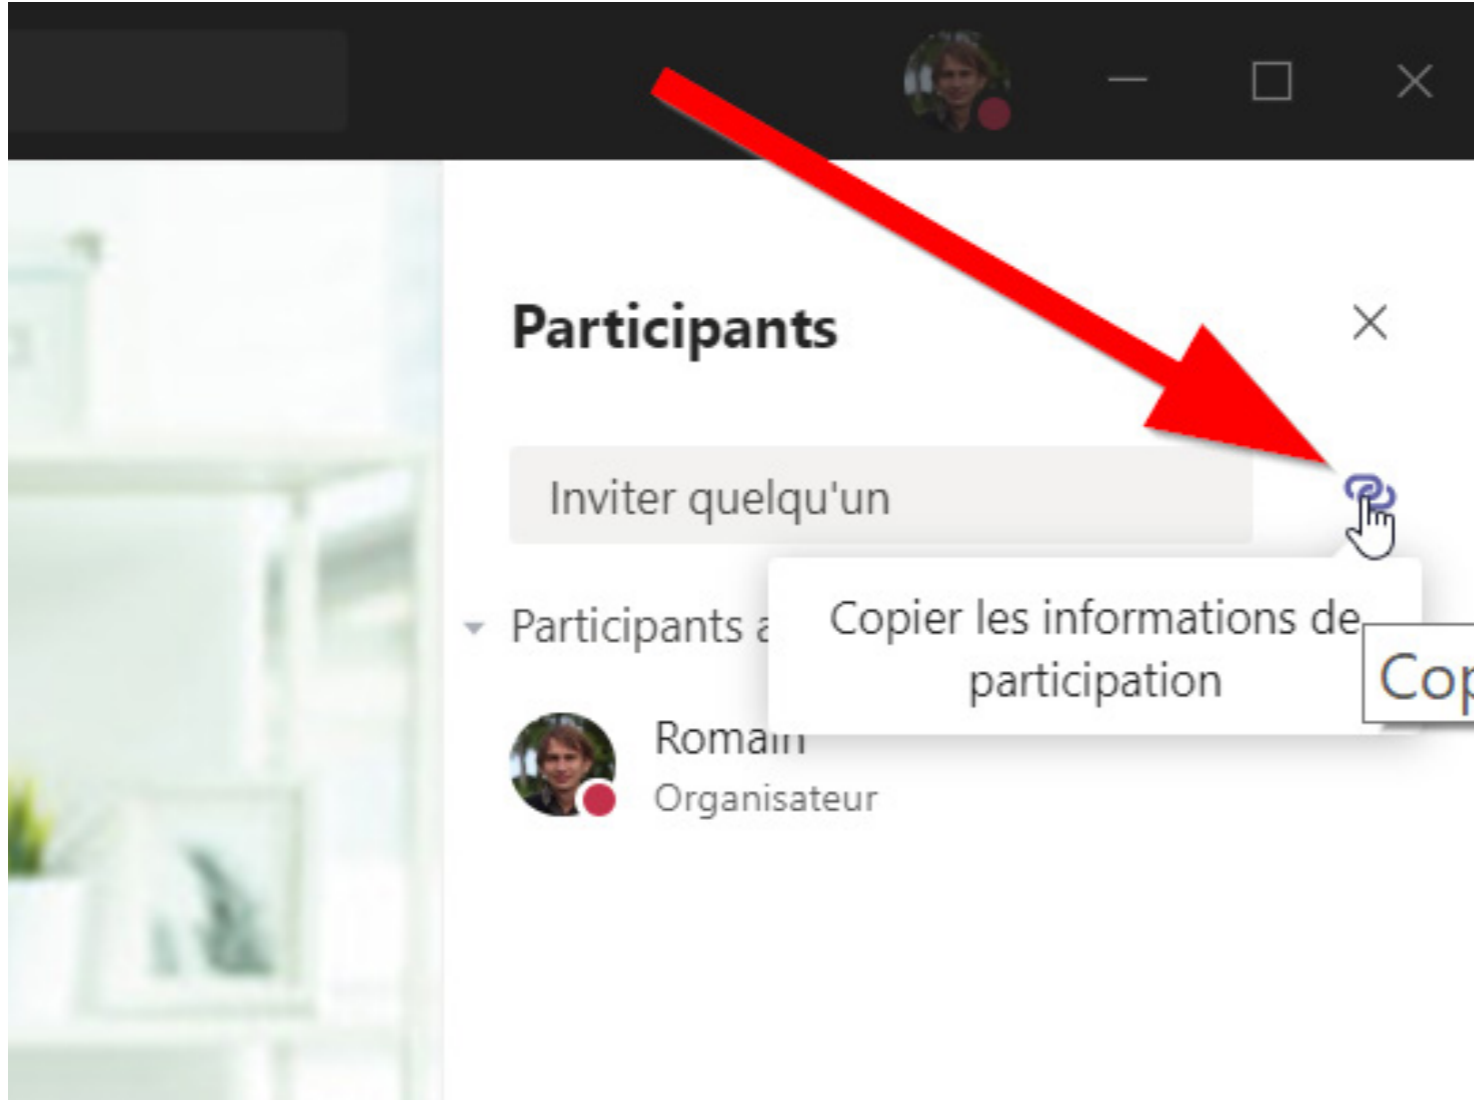 Participants
Inviter quelqu'un
Participants a
Copier les informations de
participation
Cop
Romain
Organisateur